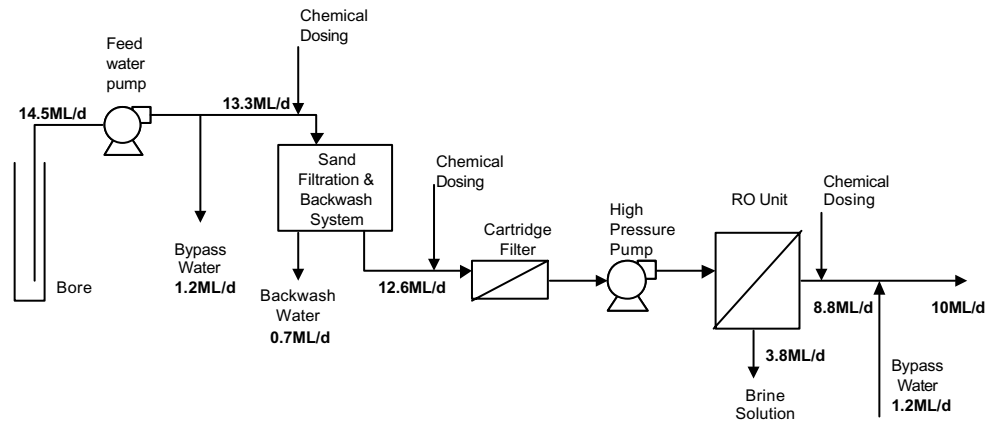 Chemical
Dosing
Feed
water
pump
14.5ML/d
13.3ML/d
Sand
Filtration &
Backwash
System
Bypass
Water
1.2ML/d
Bore
Backwash
Water
0.7ML/d
Chemical
Dosing
12.6ML/d
Cartridge
Filter
High
Pressure
Pump
RO Unit
Chemical
Dosing
8.8ML/d
10ML/d
3.8ML/d
Brine
Solution
Bypass
Water
1.2ML/d